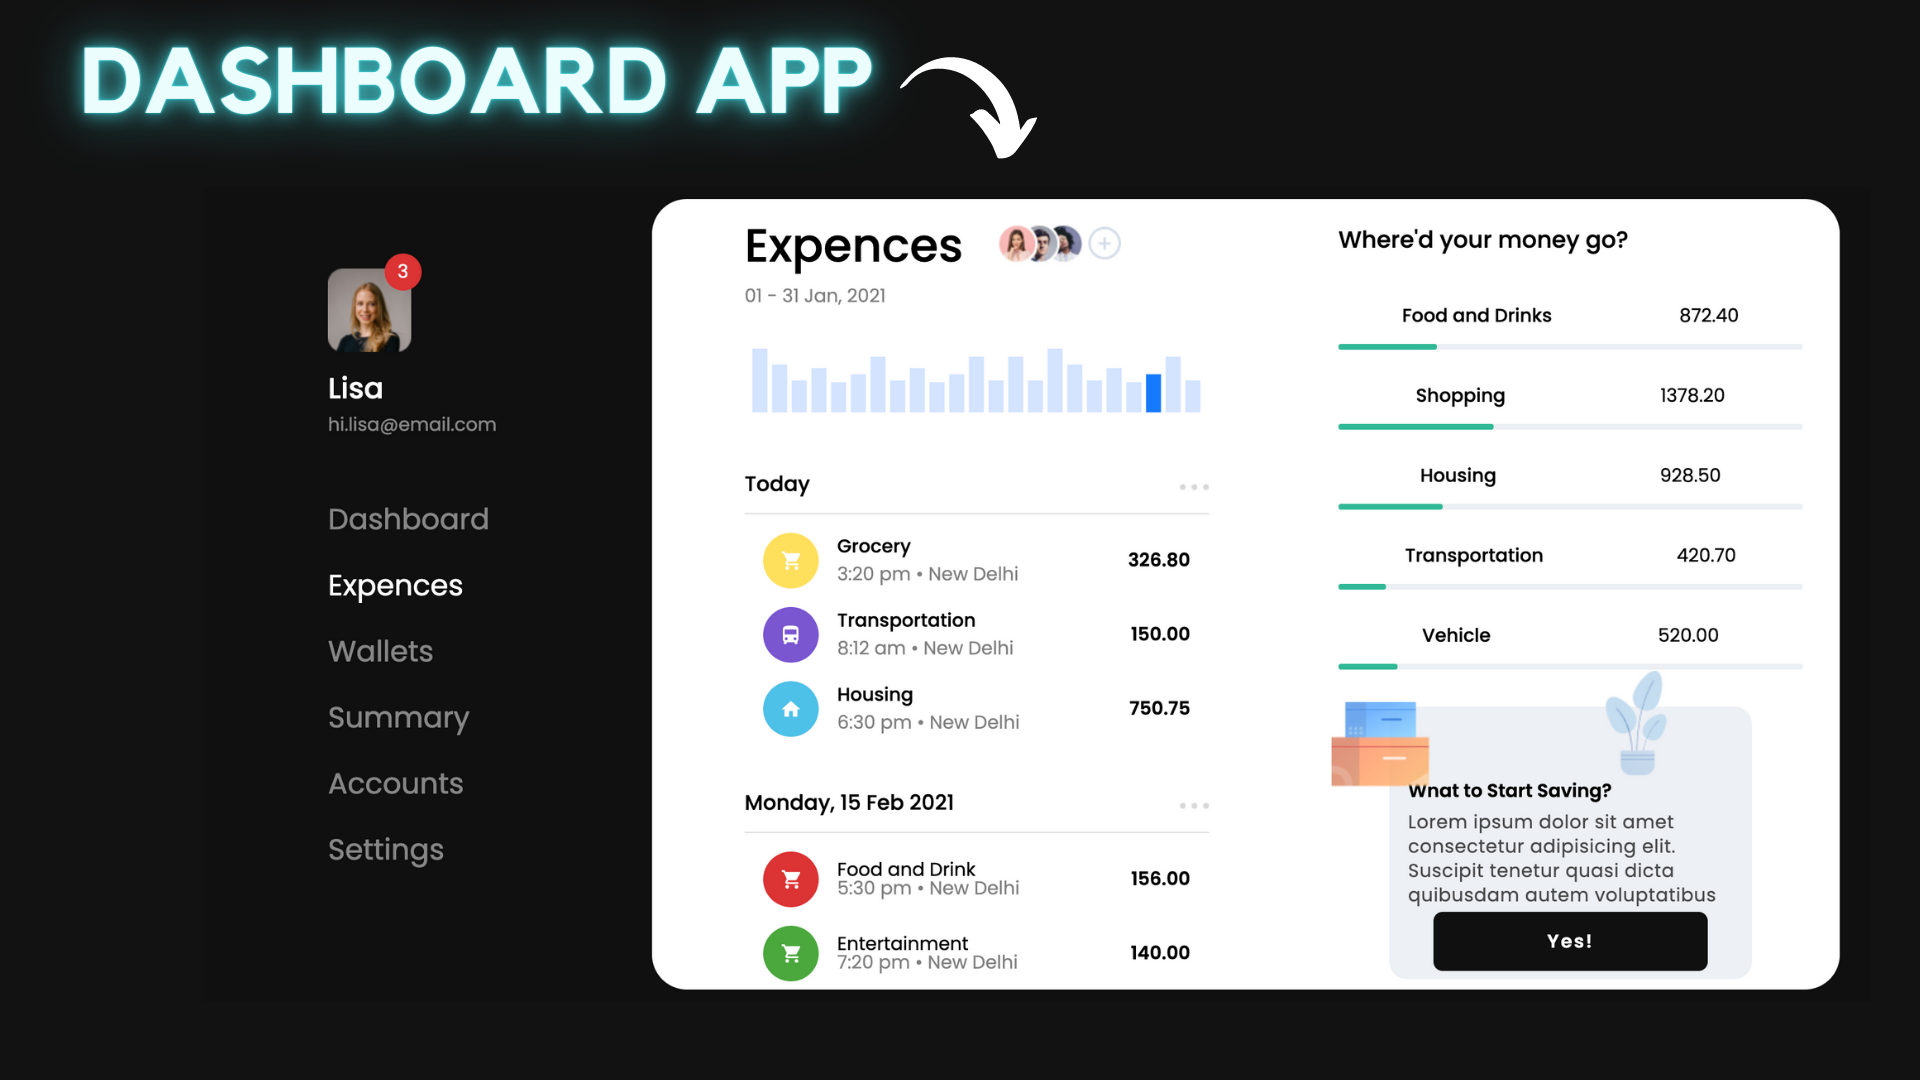 DASHBOARD APP
3
Lisa
hi.lisa@email.com
Dashboard
Expences
Wallets
Summary
Accounts
Settings
Expences
01 - 31 Jan, 2021
Today
Grocery
3:20 pm • New Delhi
326.80
Transportation
8:12 am • New Delhi
150.00
Housing
6:30 pm • New Delhi
750.75
Monday, 15 Feb 2021
Food and Drink
5:30 pm • New Delhi
156.00
Entertainment
7:20 pm • New Delhi
140.00
Where'd your money go?
Food and Drinks 872.40
Shopping 1378.20
Housing 928.50
Transportation 420.70
Vehicle 520.00
What to Start Saving?
Lorem ipsum dolor sit amet
consectetur adipisicing elit.
Suscipit tenetur quasi dicta
quibusdam autem voluptatibus
Yes!